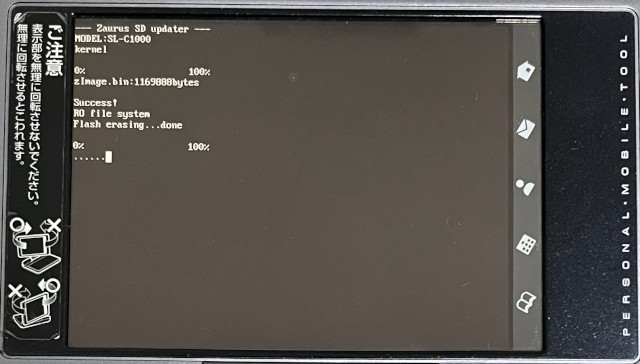 ご注意
表示部を無理に回転させないでください。
無理に回転させるとこわれます。
--- Zaurus SD updater ---
MODEL:SL-C1000
kernel
0% 100%
zImage.bin:1169888bytes
Success!
RO file system
Flash erasing...done
0% 100%
......
PERSONAL・MOBILE・TOOL